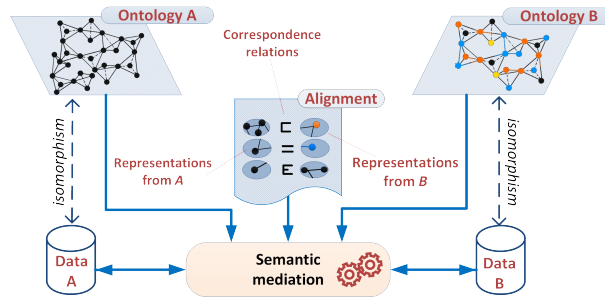 Ontology A
Correspondence
relations
Ontology B
Alignment
⊏
=
E
Representations
from A
Representations
from B
isomorphism
isomorphism
Data
A
Semantic
mediation
Data
B